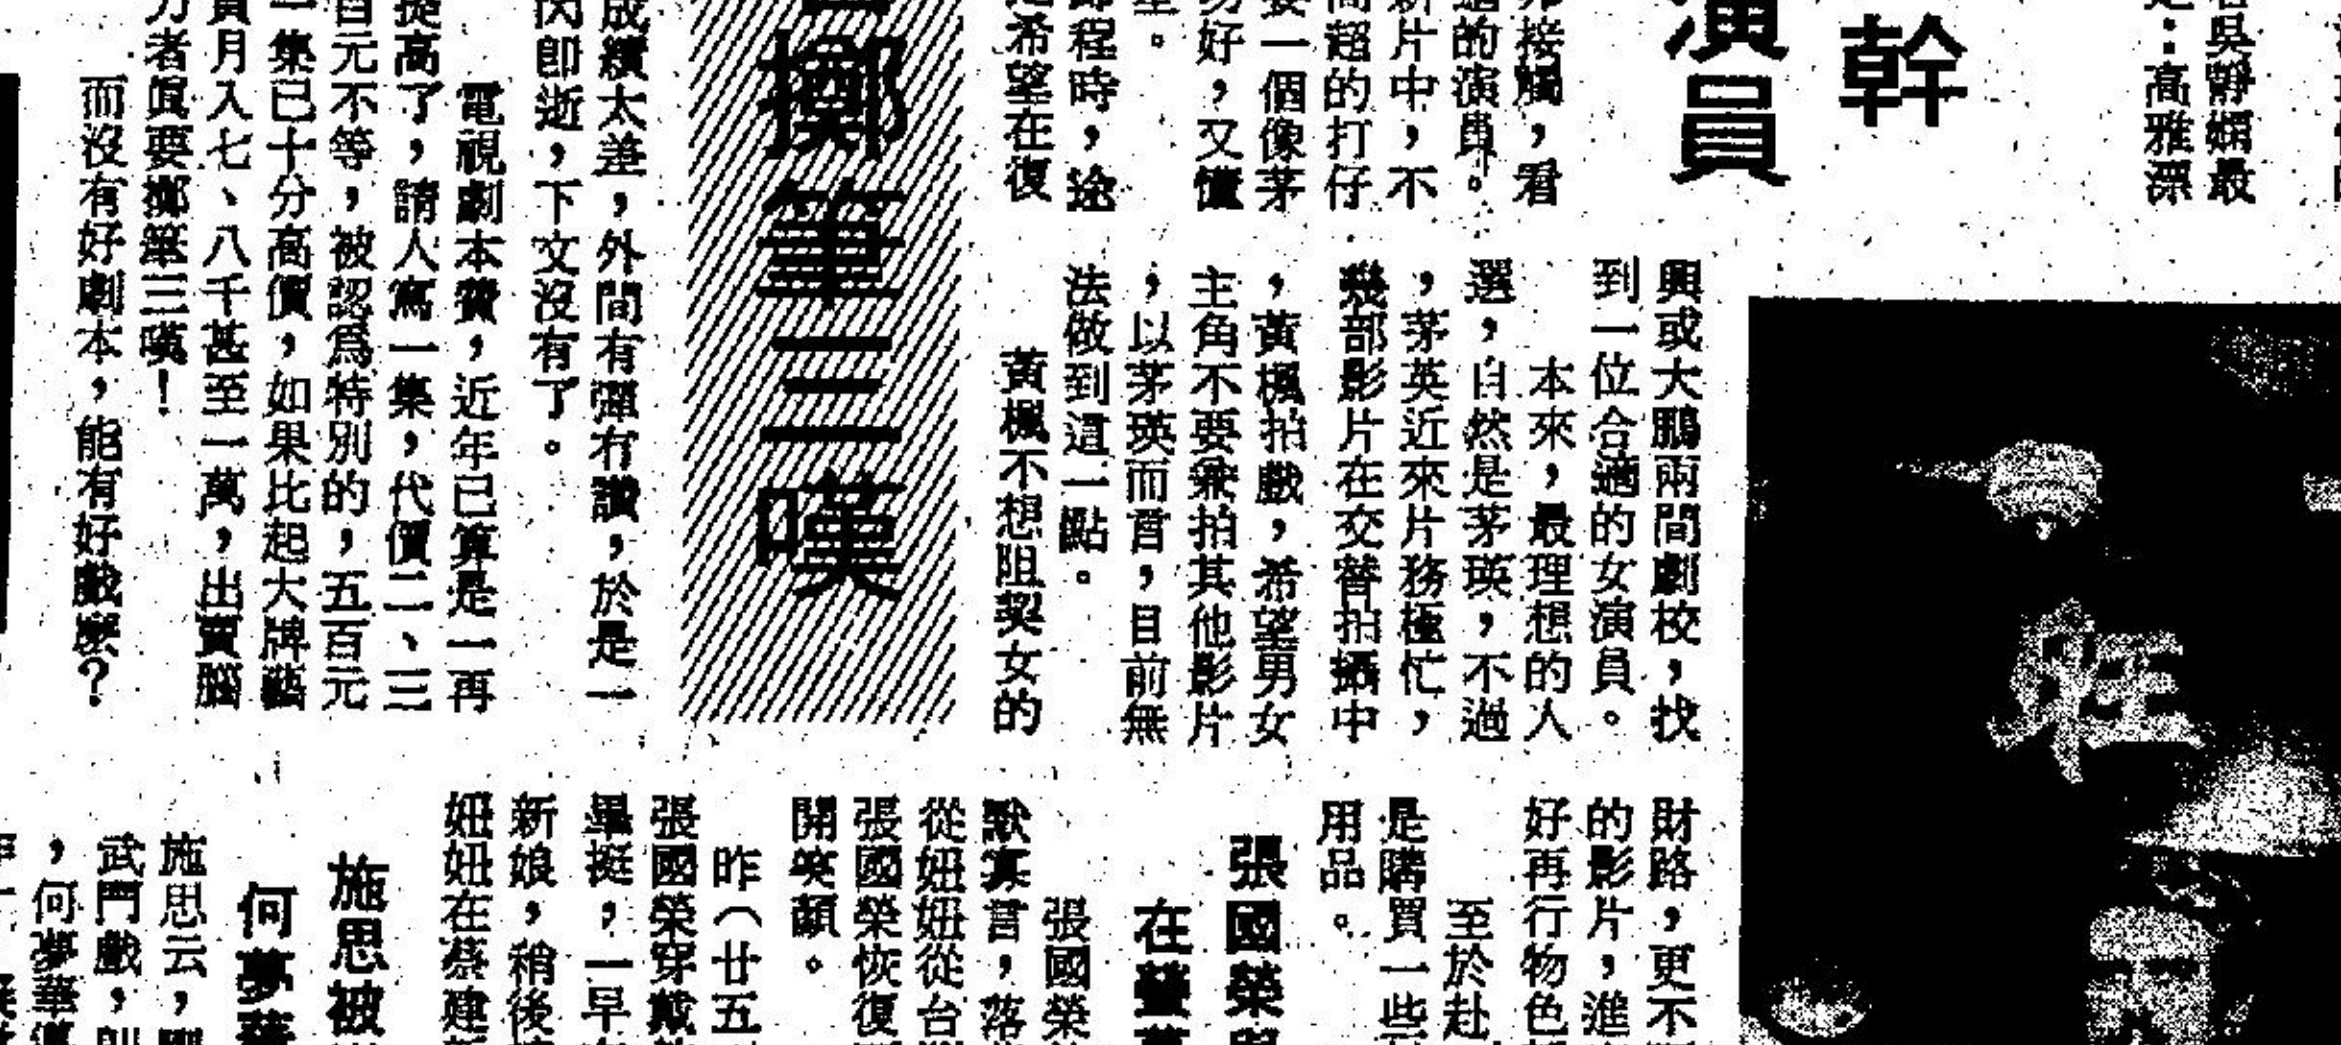 幹
演員
接觸，看
的演員。
片中，不
高超的打仔
要一個像茅
好，又懂
程時，途
希望在復
興或大鵬兩間劇校，找
到一位合適的女演員。
本來，最理想的人
選，自然是茅瑛，不過
，茅英近來片務極忙，
幾部影片在交替拍攝中
，黃楓拍戲，希望男女
主角不要兼拍其他影片
，以茅瑛而言，目前無
法做到這一點。
黃楓不想阻契女的
財路，更不
的影片，進
好再行物色
至於赴
是購買一些
用品。
吳靜嫻最
：高雅漂
旺
擲筆三嘆
成績太差，外間有彈有讚，於是一
閃即逝，下文沒有了。
電視劇本費，近年已算是一再
提高了，請人寫一集，代價二、三
百元不等，被認爲特別的，五百元
一集已十分高價，如果比起大牌藝
員月入七、八千甚至一萬，出賣腦
力者眞要擲筆三嘆！
而沒有好劇本，能有好戲麽？
張國榮
在螢
張國榮
默寡言，落
從妞妞從台
張國榮恢復
開笑顏。
昨（廿五
張國榮穿戴
畢挺，一早
新娘，稍後
妞妞在蔡建
施思被
何夢華
施思云，
武鬥戲，
，何夢華